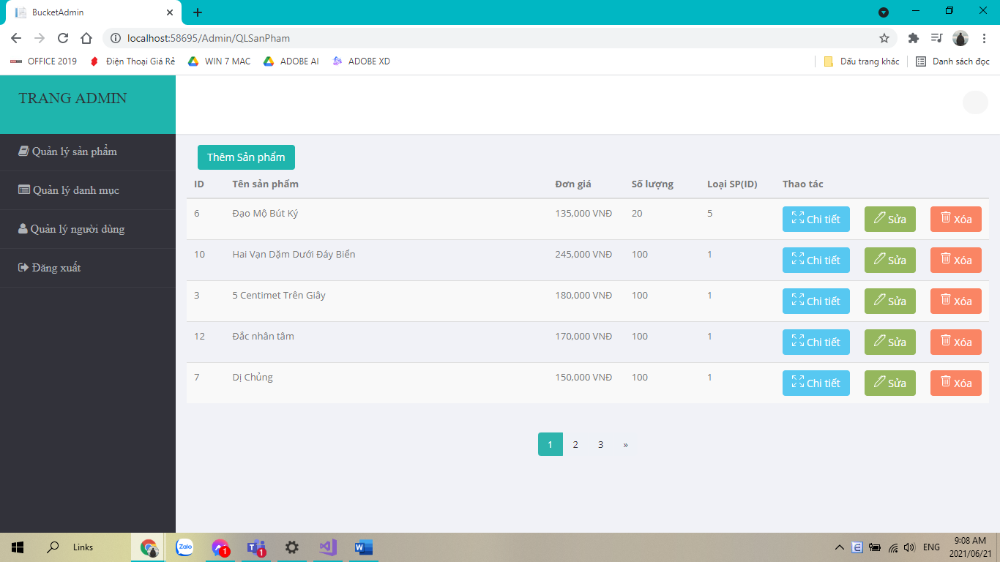 BucketAdmin
localhost:58695/Admin/QLSanPham
OFFICE 2019 Điện Thoại Giá Rẻ WIN 7 MAC ADOBE AI ADOBE XD Dấu trang khác Danh sách đọc
TRANG ADMIN
Quản lý sản phẩm
Quản lý danh mục
Quản lý người dùng
Đăng xuất
Thêm Sản phẩm
ID Tên sản phẩm Đơn giá Số lượng Loại SP(ID) Thao tác
6 Đạo Mộ Bút Ký 135,000 VNĐ 20 5 Chi tiết Sửa Xóa
10 Hai Vạn Dặm Dưới Đáy Biển 245,000 VNĐ 100 1 Chi tiết Sửa Xóa
3 5 Centimet Trên Giây 180,000 VNĐ 100 1 Chi tiết Sửa Xóa
12 Đắc nhân tâm 170,000 VNĐ 100 1 Chi tiết Sửa Xóa
7 Dị Chủng 150,000 VNĐ 100 1 Chi tiết Sửa Xóa
1 2 3 »
Links Zalo 1 1 ENG 9:08 AM
2021/06/21